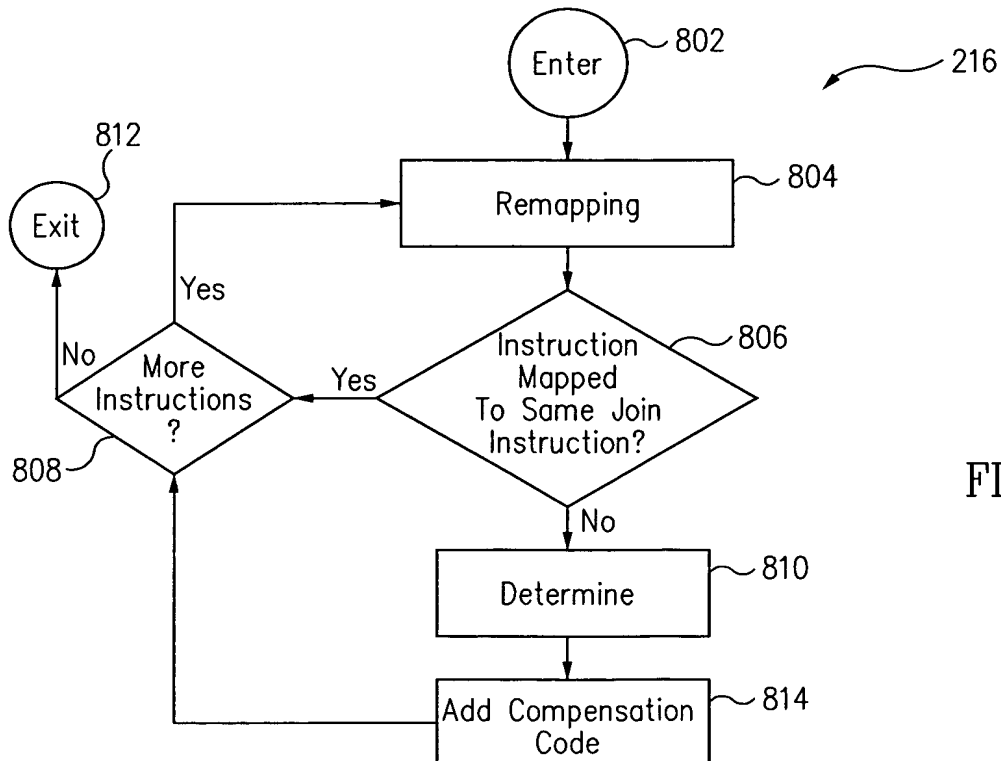 Enter
802
216
812
Exit
Remapping
804
Yes
No
More
Instructions
?
808
Yes
Instruction
Mapped
To Same Join
Instruction?
806
No
FI
Determine
810
Add Compensation
Code
814